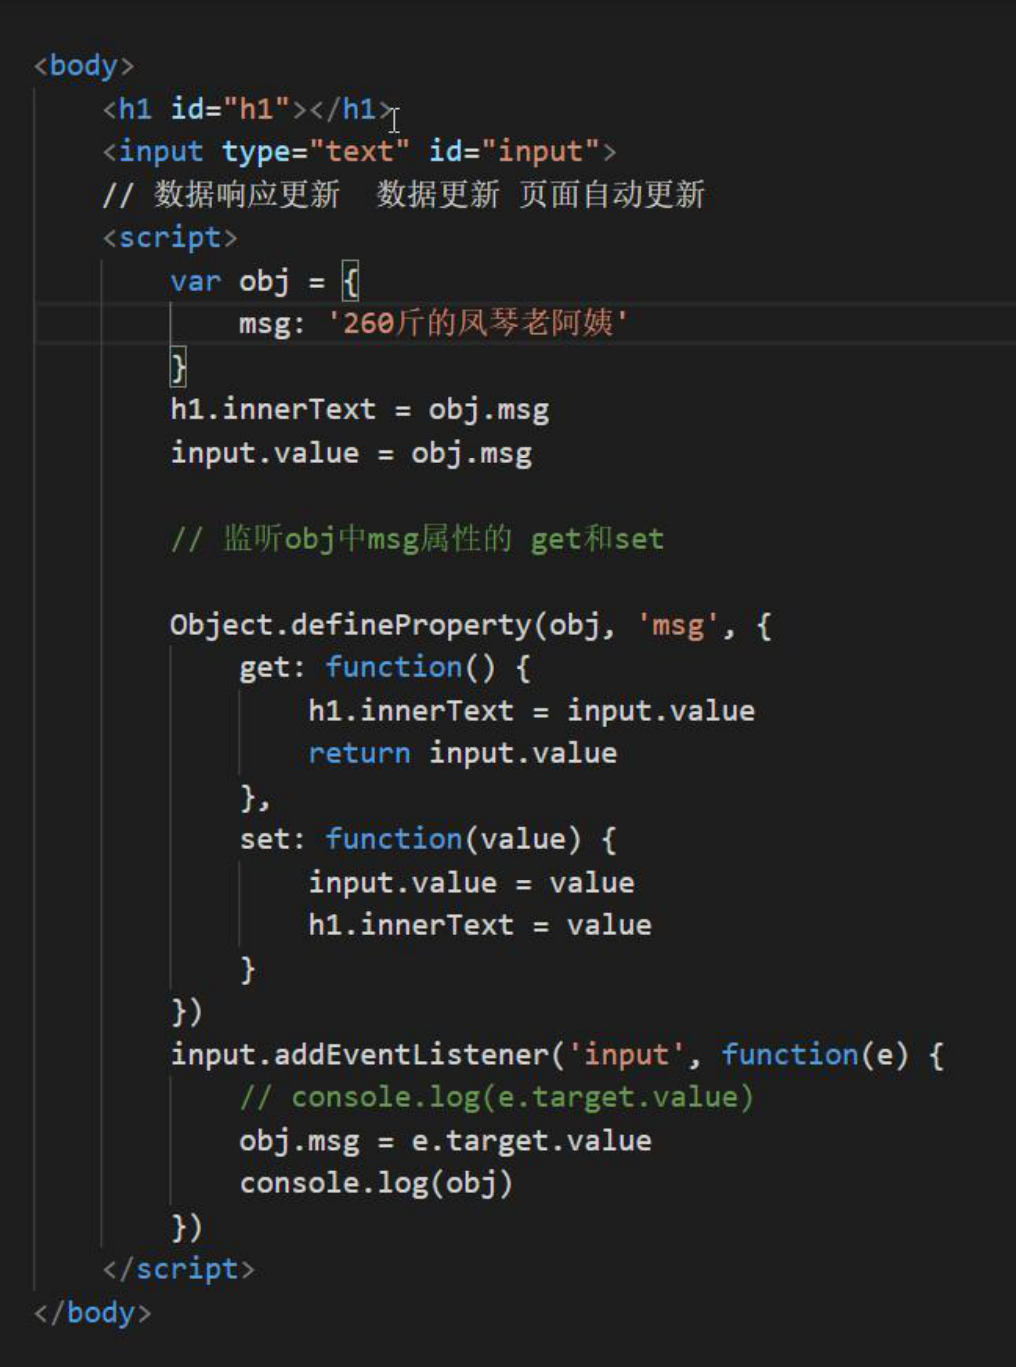 <body>
<h1 id="h1"></h1>
<input type="text" id="input">
// 数据响应更新  数据更新 页面自动更新
<script>
var obj = {
msg: '260斤的凤琴老阿姨'
}
h1.innerText = obj.msg
input.value = obj.msg
// 监听obj中msg属性的 get和set
Object.defineProperty(obj, 'msg', {
get: function() {
h1.innerText = input.value
return input.value
},
set: function(value) {
input.value = value
h1.innerText = value
}
})
input.addEventListener('input', function(e) {
// console.log(e.target.value)
obj.msg = e.target.value
console.log(obj)
})
</script>
</body>